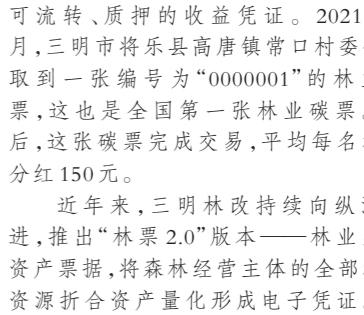 可流转、质押的收益凭证。2021
月，三明市将乐县高唐镇常口村委
取到一张编号为“0000001”的林
票，这也是全国第一张林业碳票
后，这张碳票完成交易，平均每名
分红150元。
近年来，三明林改持续向纵
进，推出“林票2.0”版本——林业
资产票据，将森林经营主体的全部
资源折合资产量化形成电子凭证